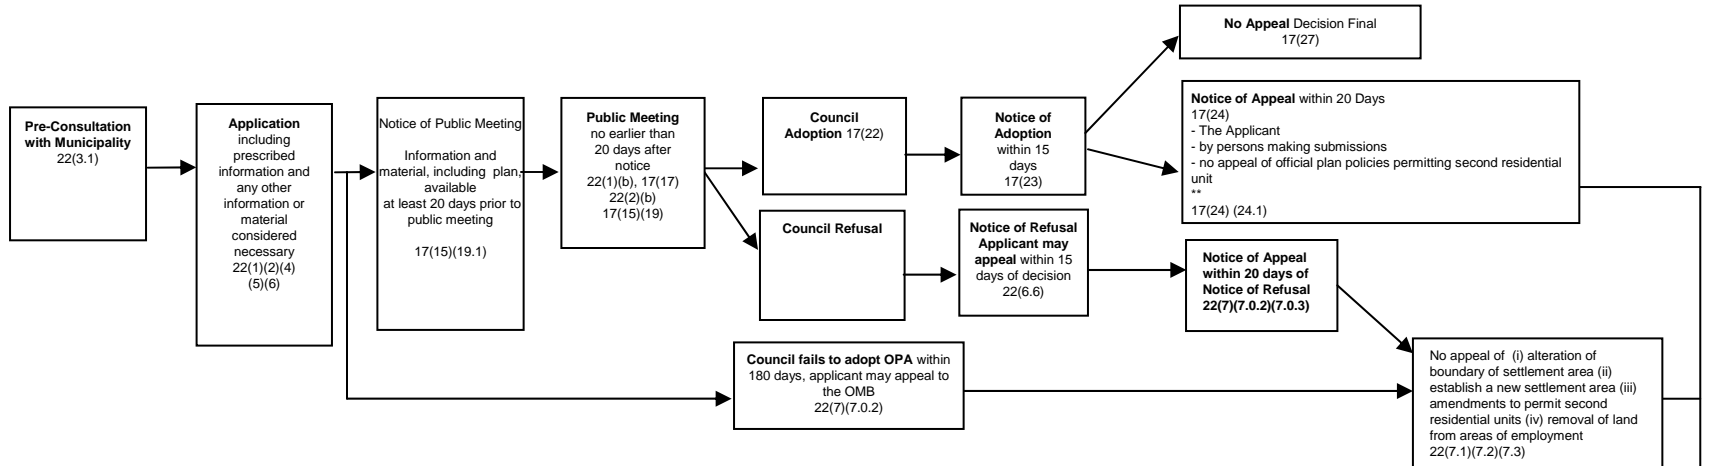 Pre-Consultation
with Municipality
22(3.1)
Application
including
prescribed
information and
any other
information or
material
considered
necessary
22(1)(2)(4)
(5)(6)
Notice of Public Meeting
Information and
material, including plan,
available
at least 20 days prior to
public meeting
17(15)(19.1)
Public Meeting
no earlier than
20 days after
notice
22(1)(b), 17(17)
22(2)(b)
17(15)(19)
Council
Adoption 17(22)
Notice of
Adoption
within 15
days
17(23)
No Appeal Decision Final
17(27)
Notice of Appeal within 20 Days
17(24)
- The Applicant
- by persons making submissions
- no appeal of official plan policies permitting second residential
unit
**
17(24) (24.1)
Council Refusal
Notice of Refusal
Applicant may
appeal within 15
days of decision
22(6.6)
Notice of Appeal
within 20 days of
Notice of Refusal
22(7)(7.0.2)(7.0.3)
Council fails to adopt OPA within
180 days, applicant may appeal to
the OMB
22(7)(7.0.2)
No appeal of (i) alteration of
boundary of settlement area (ii)
establish a new settlement area (iii)
amendments to permit second
residential units (iv) removal of land
from areas of employment
22(7.1)(7.2)(7.3)